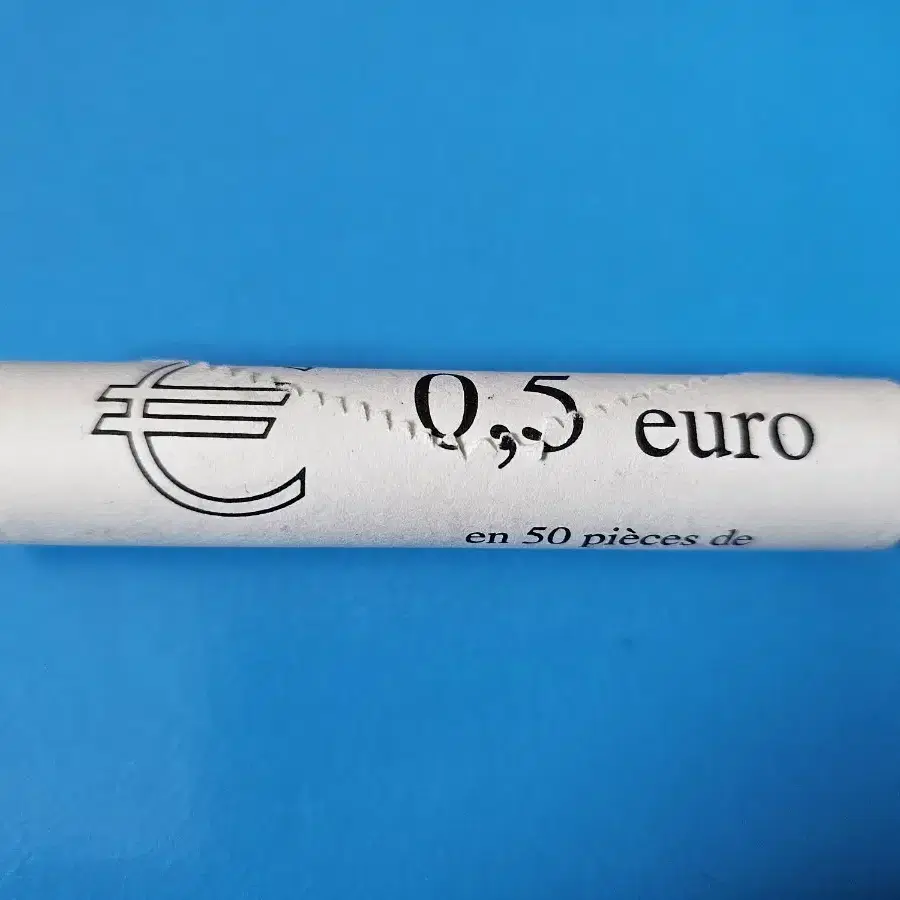 € 0,5 euro
en 50 pièces de